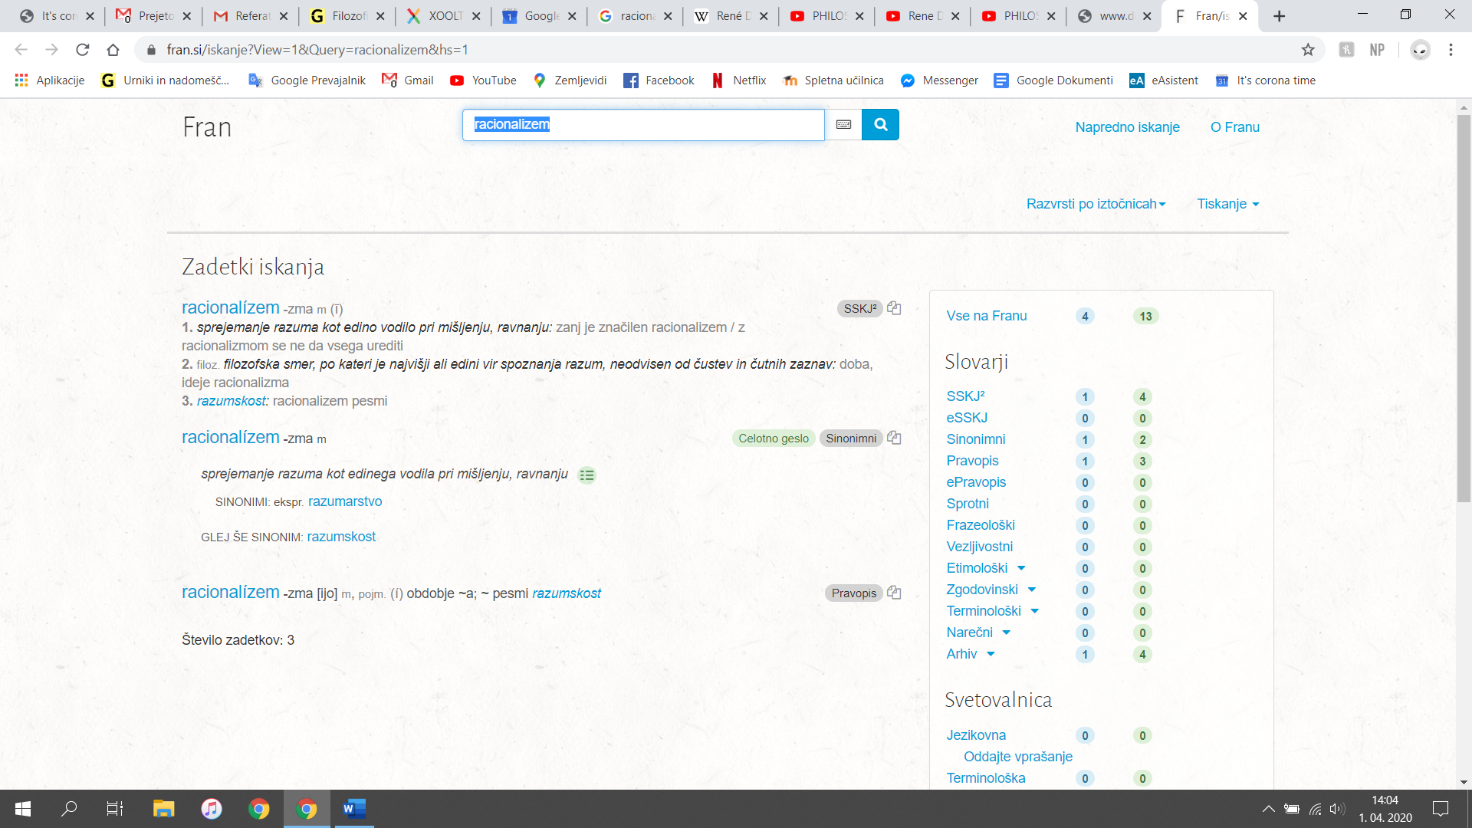 It's cor
Prejeto
Referat
Filozofi
XOOLT
Google
raciona
René D
PHILOS
Rene D
PHILOS
www.d
Fran/is
fran.si/iskanje?View=1&Query=racionalizem&hs=1
NP
Aplikacije
Urniki in nadomešč...
Google Prevajalnik
Gmail
YouTube
Zemljevidi
Facebook
Netflix
Spletna učilnica
Messenger
Google Dokumenti
eA eAsistent
It's corona time
Fran
racionalizem
Napredno iskanje
O Franu
Razvrsti po iztočnicah
Tiskanje
Zadetki iskanja
racionalízem -zma m (ī)
SSKJ²
1. sprejemanje razuma kot edino vodilo pri mišljenju, ravnanju: zanj je značilen racionalizem / z
racionalizmom se ne da vsega urediti
2. filoz. filozofska smer, po kateri je najvišji ali edini vir spoznanja razum, neodvisen od čustev in čutnih zaznav: doba,
ideje racionalizma
3. razumskost: racionalizem pesmi
racionalízem -zma m
Celotno geslo Sinonimni
sprejemanje razuma kot edinega vodila pri mišljenju, ravnanju
SINONIMI: ekspr. razumarstvo
GLEJ ŠE SINONIM: razumskost
racionalízem -zma [ijo] m, pojm. (í) obdobje ~a; ~ pesmi razumskost
Pravopis
Število zadetkov: 3
Vse na Franu 4 13
Slovarji
SSKJ² 1 4
eSSKJ 0 0
Sinonimni 1 2
Pravopis 1 3
ePravopis 0 0
Sprotni 0 0
Frazeološki 0 0
Vezljivostni 0 0
Etimološki 0 0
Zgodovinski 0 0
Terminološki 0 0
Narečni 0 0
Arhiv 1 4
Svetovalnica
Jezikovna 0 0
Oddajte vprašanje
Terminološka 0 0
14:04
1. 04. 2020